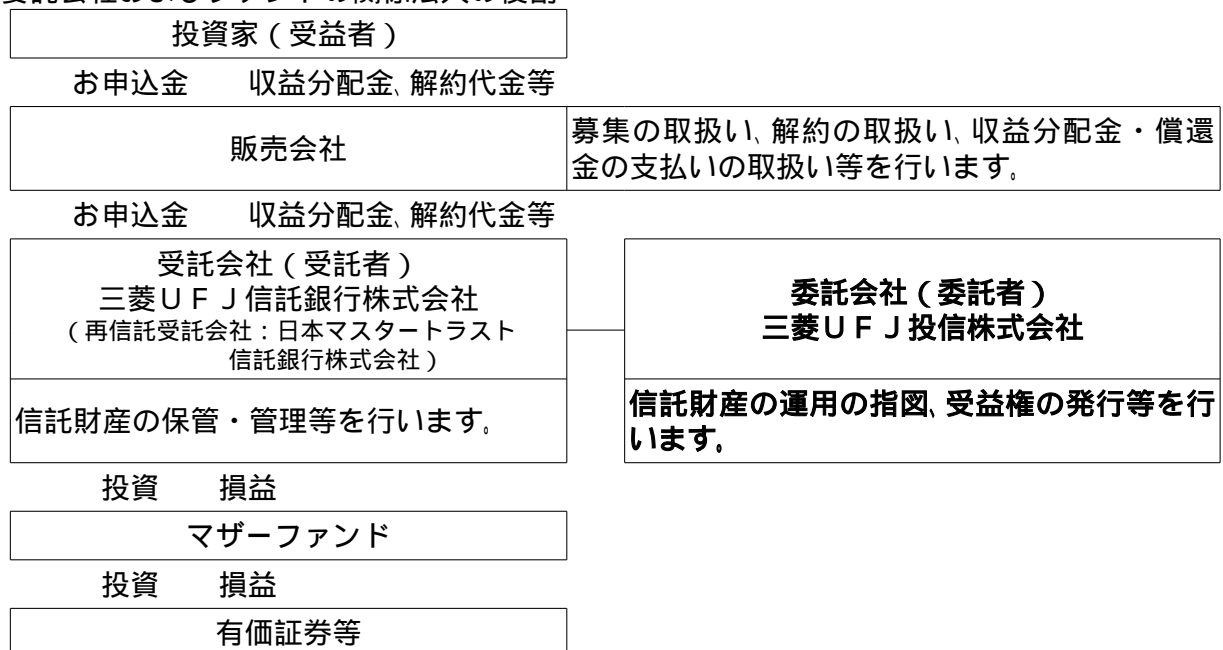 投資家（受益者）
お申込金　収益分配金､解約代金等
販売会社
募集の取扱い､解約の取扱い､収益分配金・償還
金の支払いの取扱い等を行います｡
お申込金　収益分配金､解約代金等
受託会社（受託者）
三菱ＵＦＪ信託銀行株式会社
（再信託受託会社：日本マスタートラスト
信託銀行株式会社）
委託会社（委託者）
三菱ＵＦＪ投信株式会社
信託財産の保管・管理等を行います｡
信託財産の運用の指図､受益権の発行等を行
います｡
投資　損益
マザーファンド
投資　損益
有価証券等